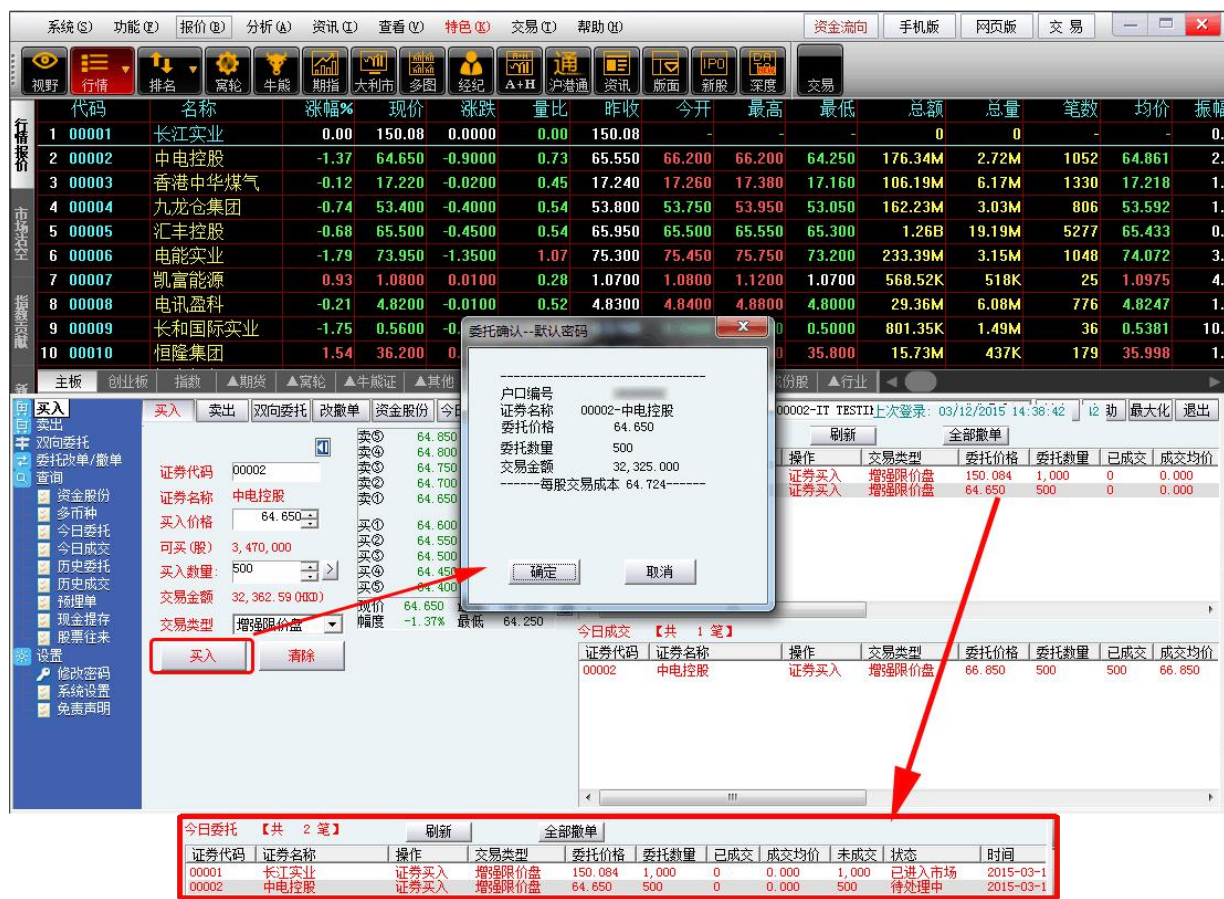 系统(S) 功能(F) 报价(B) 分析(A) 资讯(I) 查看(V) 特色(K) 交易(T) 帮助(H) 资金流向 手机版 网页版 交 易
视野 行情 排名 窝轮 牛熊 期指 大利市 多图 经纪 A+H 沪港通 资讯 版面 新股 深度 交易
代码 名称 涨幅% 现价 涨跌 量比 昨收 今开 最高 最低 总额 总量 笔数 均价 振幅
1 00001 长江实业 0.00 150.08 0.0000 0.00 150.08 - - - 0 0 - - 0.
2 00002 中电控股 -1.37 64.650 -0.9000 0.73 65.550 66.200 66.200 64.250 176.34M 2.72M 1052 64.861 2.
3 00003 香港中华煤气 -0.12 17.220 -0.0200 0.45 17.240 17.260 17.380 17.160 106.19M 6.17M 1330 17.218 1.
4 00004 九龙仓集团 -0.74 53.400 -0.4000 0.54 53.800 53.750 53.950 53.050 162.23M 3.03M 806 53.592 1.
5 00005 汇丰控股 -0.68 65.500 -0.4500 0.54 65.950 65.500 65.550 65.300 1.26B 19.19M 5277 65.433 0.
6 00006 电能实业 -1.79 73.950 -1.3500 1.07 75.300 75.450 75.750 73.200 233.39M 3.15M 1048 74.072 3.
7 00007 凯富能源 0.93 1.0800 0.0100 0.28 1.0700 1.0800 1.1200 1.0700 568.52K 518K 25 1.0975 4.
8 00008 电讯盈科 -0.21 4.8200 -0.0100 0.52 4.8300 4.8400 4.8800 4.8000 29.36M 6.08M 776 4.8247 1.
9 00009 长和国际实业 -1.75 0.5600 -0. 0.5000 801.35K 1.49M 36 0.5381 10.
10 00010 恒隆集团 1.54 36.200 0. 35.800 15.73M 437K 179 35.998 1.
行情报价
市场沽空
指数贡献
主板 创业板 指数 ▲期货 ▲窝轮 ▲牛熊证 ▲其他 份股 ▲行业
买入
卖出
双向委托
委托改单/撤单
查询
资金股份
多币种
今日委托
今日成交
历史委托
历史成交
预埋单
现金提存
股票往来
设置
修改密码
系统设置
免责声明
买入 卖出 双向委托 改撤单 资金股份 今日
00002-IT TESTI 上次登录: 03/12/2015 14:38:42 助 最大化 退出
证券代码 00002
证券名称 中电控股
买入价格 64.650
可买(股) 3,470,000
买入数量: 500 >
交易金额 32,362.59(HKD)
交易类型 增强限价盘
买入 清除
卖⑤ 64.850
卖④ 64.800
卖③ 64.750
卖② 64.700
卖① 64.650
买① 64.600
买② 64.550
买③ 64.500
买④ 64.450
买⑤ 64.400
现价 64.650
幅度 -1.37% 最低 64.250
委托确认--默认密码
户口编号
证券名称 00002-中电控股
委托价格 64.650
委托数量 500
交易金额 32,325.000
------每股交易成本 64.724------
确定 取消
刷新 全部撤单
操作 交易类型 委托价格 委托数量 已成交 成交均价
证券买入 增强限价盘 150.084 1,000 0 0.000
证券买入 增强限价盘 64.650 500 0 0.000
今日成交 【共 1 笔】
证券代码 证券名称 操作 交易类型 委托价格 委托数量 已成交 成交均价
00002 中电控股 证券买入 增强限价盘 66.850 500 500 66.850
今日委托 【共 2 笔】 刷新 全部撤单
证券代码 证券名称 操作 交易类型 委托价格 委托数量 已成交 成交均价 未成交 状态 时间
00001 长江实业 证券买入 增强限价盘 150.084 1,000 0 0.000 1,000 已进入市场 2015-03-1
00002 中电控股 证券买入 增强限价盘 64.650 500 0 0.000 500 待处理中 2015-03-1